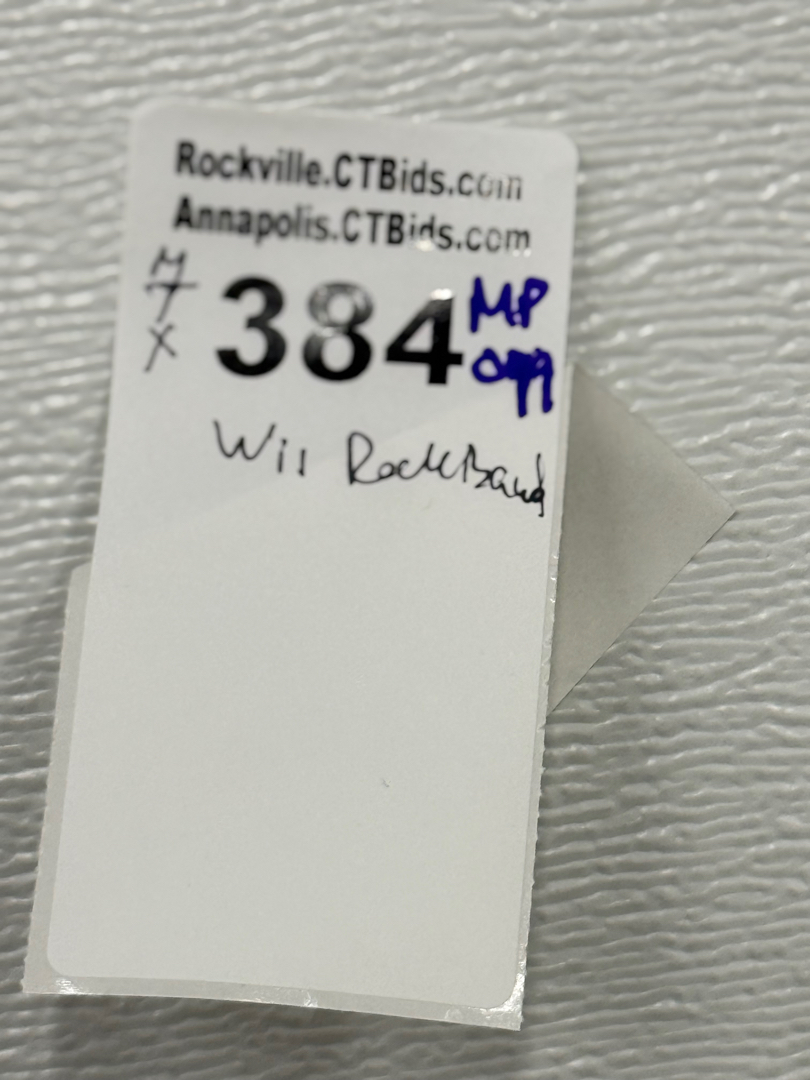 Rockville.CTBids.com
Annapolis.CTBids.com
M
T
X
384
MP
Wii RockBand